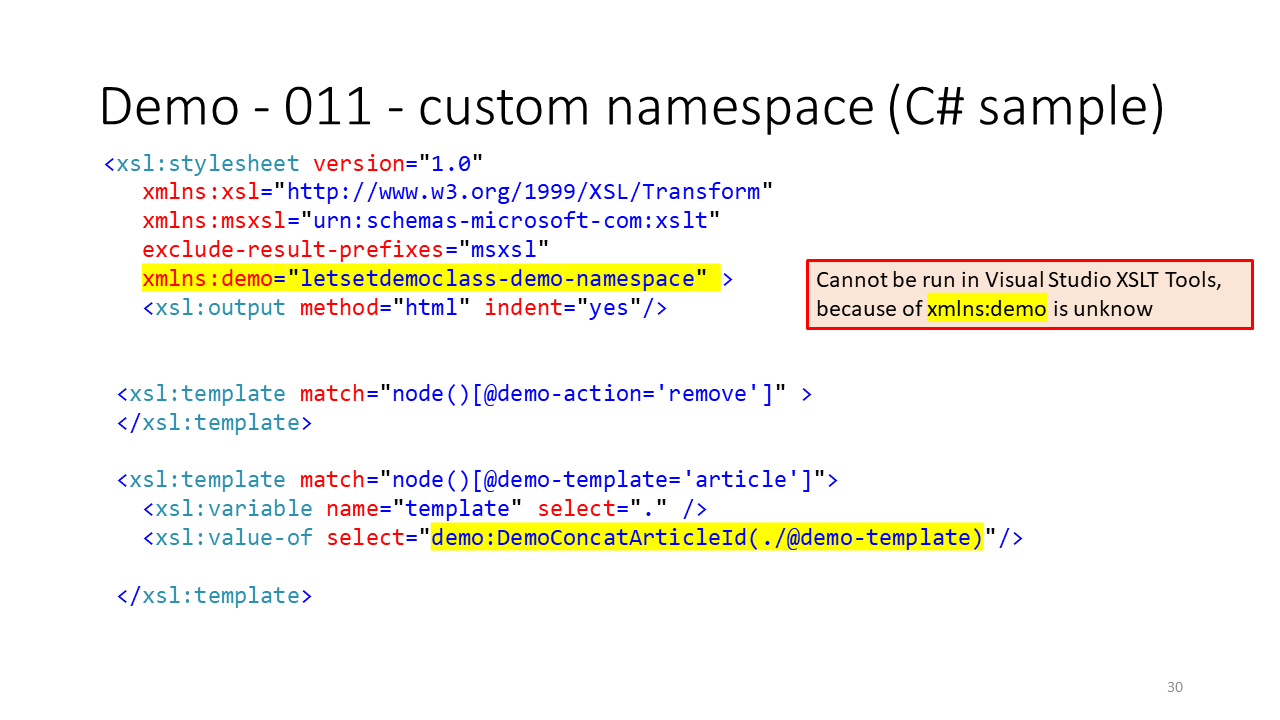 Demo - 011 - custom namespace (C# sample)
<xsl:stylesheet version="1.0"
xmlns:xsl="http://www.w3.org/1999/XSL/Transform"
xmlns:msxsl="urn:schemas-microsoft-com:xslt"
exclude-result-prefixes="msxsl"
xmlns:demo="letsetdemoclass-demo-namespace" >
<xsl:output method="html" indent="yes"/>
Cannot be run in Visual Studio XSLT Tools,
because of xmlns:demo is unknow
<xsl:template match="node()[@demo-action='remove']" >
</xsl:template>
<xsl:template match="node()[@demo-template='article']">
<xsl:variable name="template" select="." />
<xsl:value-of select="demo:DemoConcatArticleId(./@demo-template)"/>
</xsl:template>
30